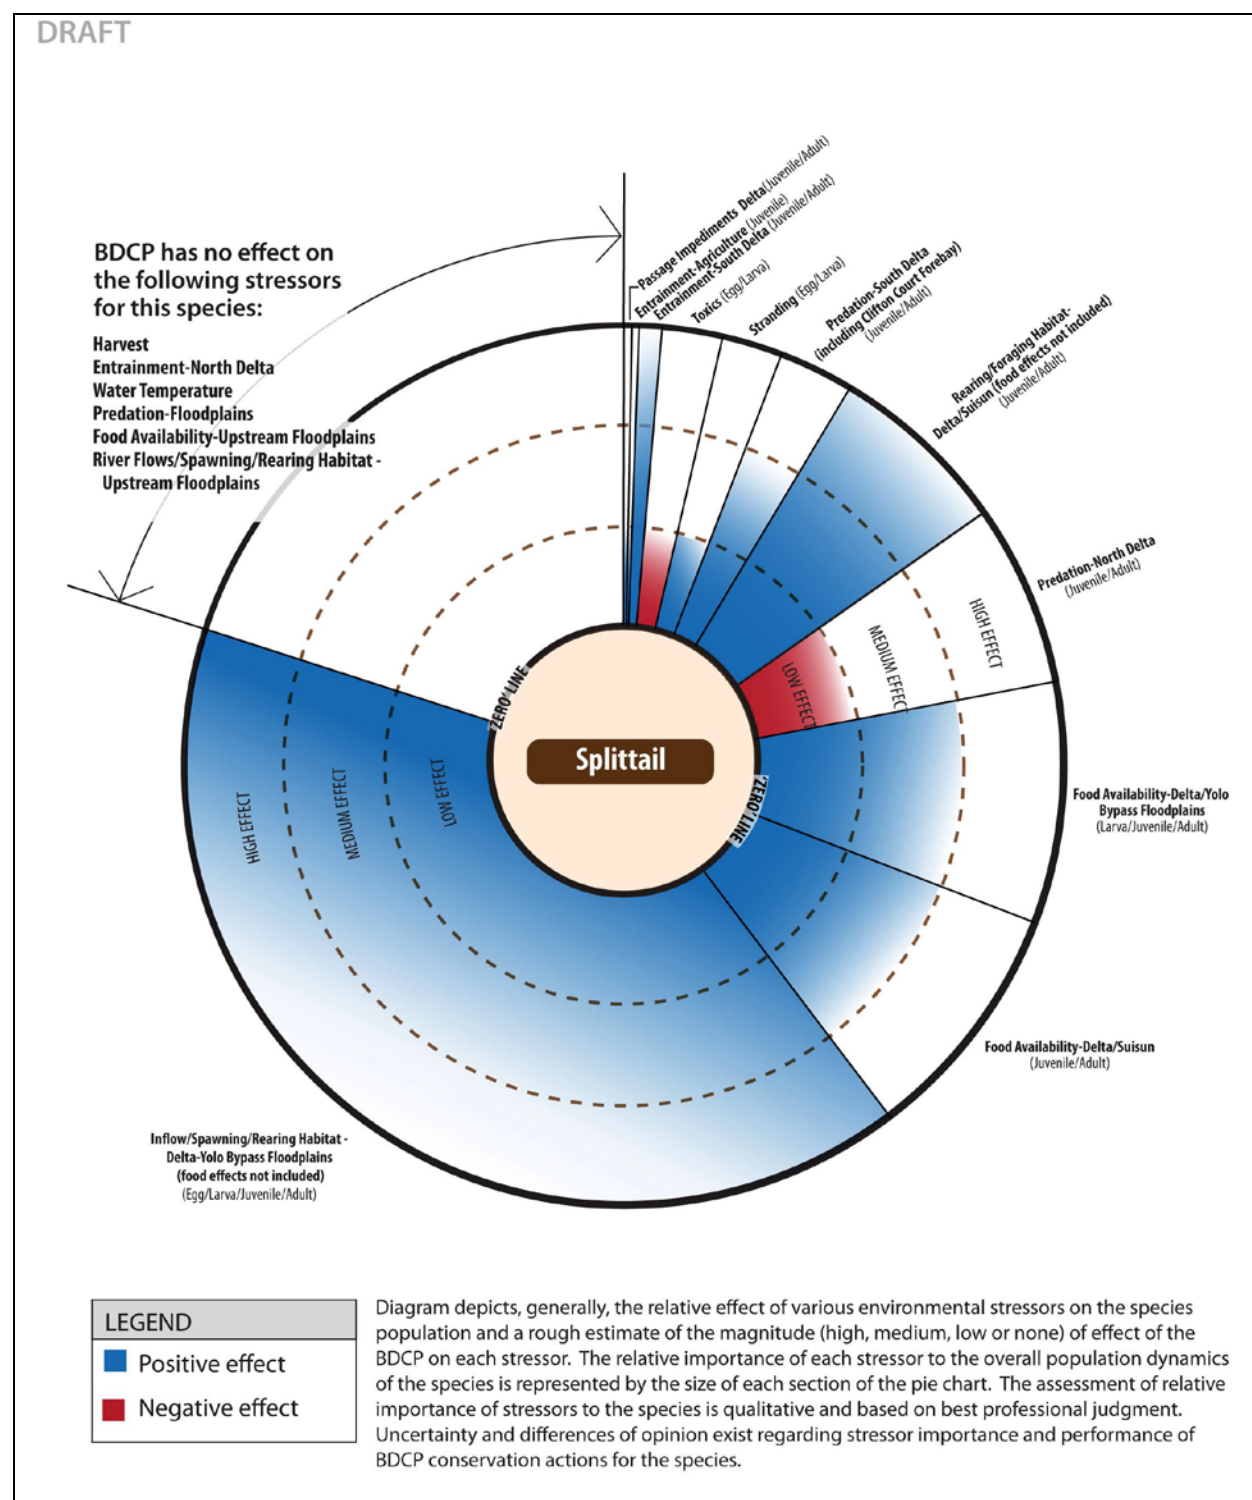 DRAFT
BDCP has no effect on
the following stressors
for this species:
Harvest
Entrainment-North Delta
Water Temperature
Predation-Floodplains
Food Availability-Upstream Floodplains
River Flows/Spawning/Rearing Habitat -
Upstream Floodplains
Passage Impediments Delta(Juvenile/Adult)
Entrainment-Agriculture (Juvenile)
Entrainment-South Delta (Juvenile/Adult)
Toxics (Egg/Larva)
Stranding (Egg/Larva)
Predation-South Delta
(including Clifton Court Forebay)
(Juvenile/Adult)
Rearing/Foraging Habitat-
Delta/Suisun (food effects not included)
(Juvenile/Adult)
Predation-North Delta
(Juvenile/Adult)
HIGH EFFECT
MEDIUM EFFECT
LOW EFFECT
'ZERO' LINE
Splittail
'ZERO' LINE
HIGH EFFECT
MEDIUM EFFECT
LOW EFFECT
Food Availability-Delta/Yolo
Bypass Floodplains
(Larva/Juvenile/Adult)
Food Availability-Delta/Suisun
(Juvenile/Adult)
Inflow/Spawning/Rearing Habitat -
Delta-Yolo Bypass Floodplains
(food effects not included)
(Egg/Larva/Juvenile/Adult)
LEGEND
Positive effect
Negative effect
Diagram depicts, generally, the relative effect of various environmental stressors on the species
population and a rough estimate of the magnitude (high, medium, low or none) of effect of the
BDCP on each stressor. The relative importance of each stressor to the overall population dynamics
of the species is represented by the size of each section of the pie chart. The assessment of relative
importance of stressors to the species is qualitative and based on best professional judgment.
Uncertainty and differences of opinion exist regarding stressor importance and performance of
BDCP conservation actions for the species.